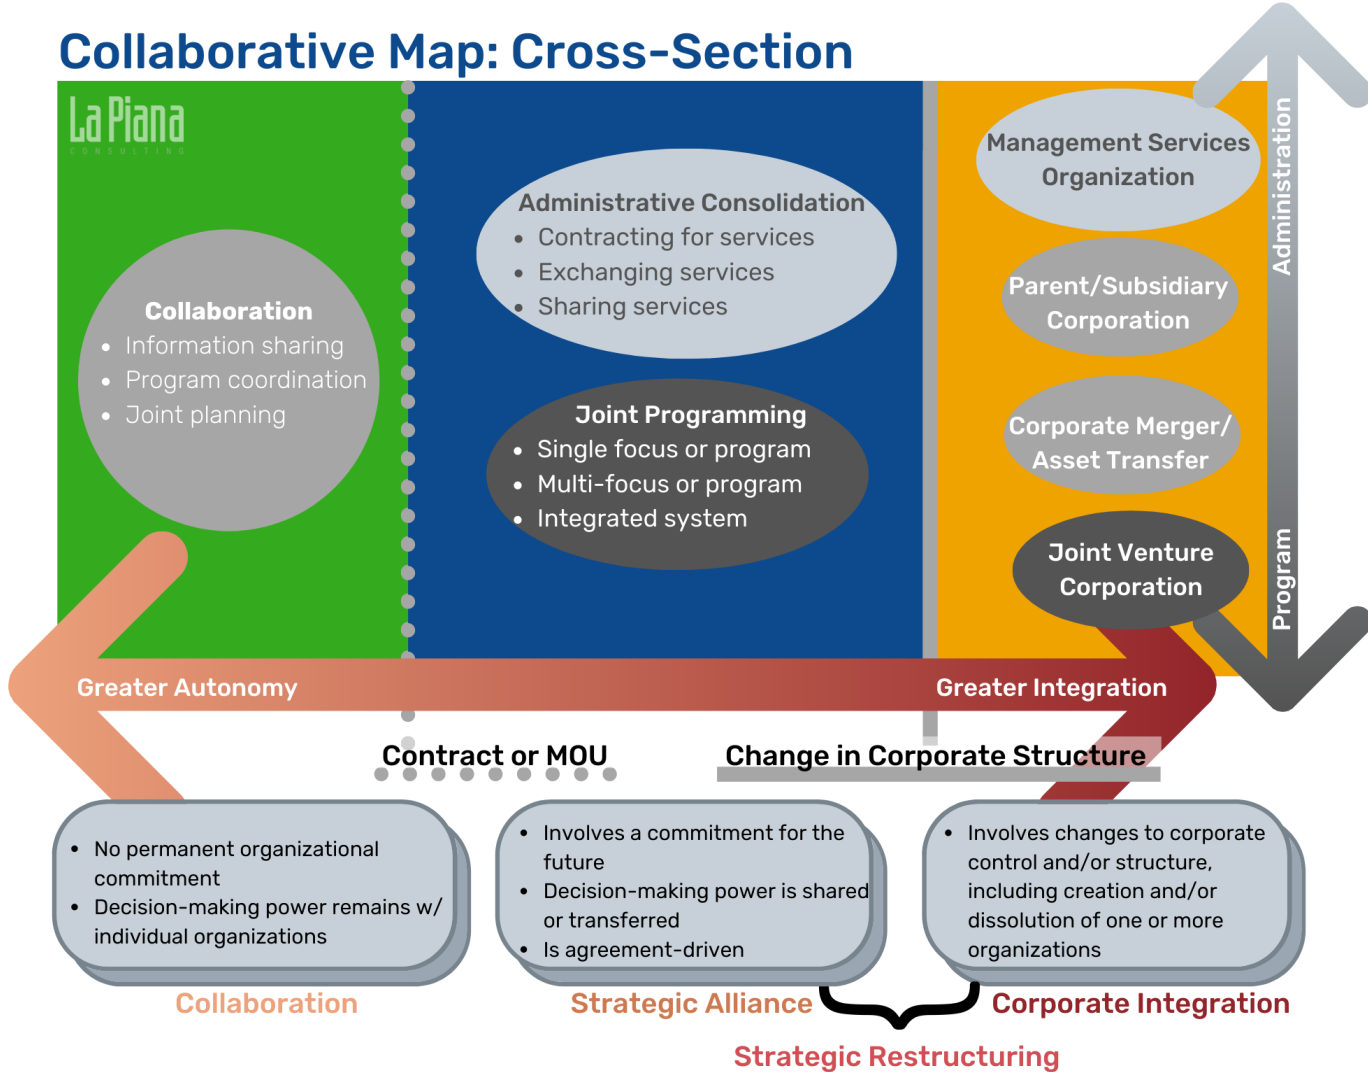 Collaborative Map: Cross-Section
La Piana
CONSULTING
Collaboration
• Information sharing
• Program coordination
• Joint planning
Administrative Consolidation
• Contracting for services
• Exchanging services
• Sharing services
Joint Programming
• Single focus or program
• Multi-focus or program
• Integrated system
Management Services
Organization
Parent/Subsidiary
Corporation
Corporate Merger/
Asset Transfer
Joint Venture
Corporation
Administration
Program
Greater Autonomy
Greater Integration
Contract or MOU
Change in Corporate Structure
• No permanent organizational
commitment
• Decision-making power remains w/
individual organizations
Collaboration
• Involves a commitment for the
future
• Decision-making power is shared
or transferred
• Is agreement-driven
Strategic Alliance
• Involves changes to corporate
control and/or structure,
including creation and/or
dissolution of one or more
organizations
Corporate Integration
Strategic Restructuring